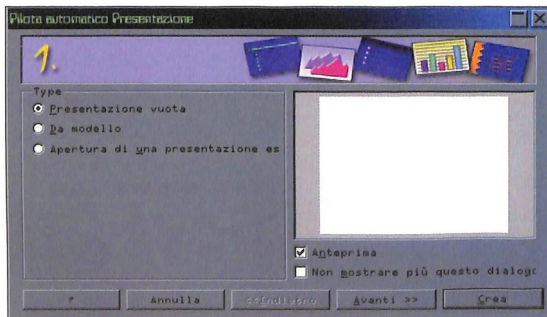 Pilota automatico Presentazione
1.
Type
Presentazione vuota
Da modello
Apertura di una presentazione es
Anteprima
Non mostrare più questo dialogo
?
Annulla
<<Indietro
Avanti >>
Crea